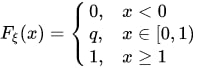 F_ξ(x) = { 0, x < 0
q, x ∈ [0, 1)
1, x ≥ 1